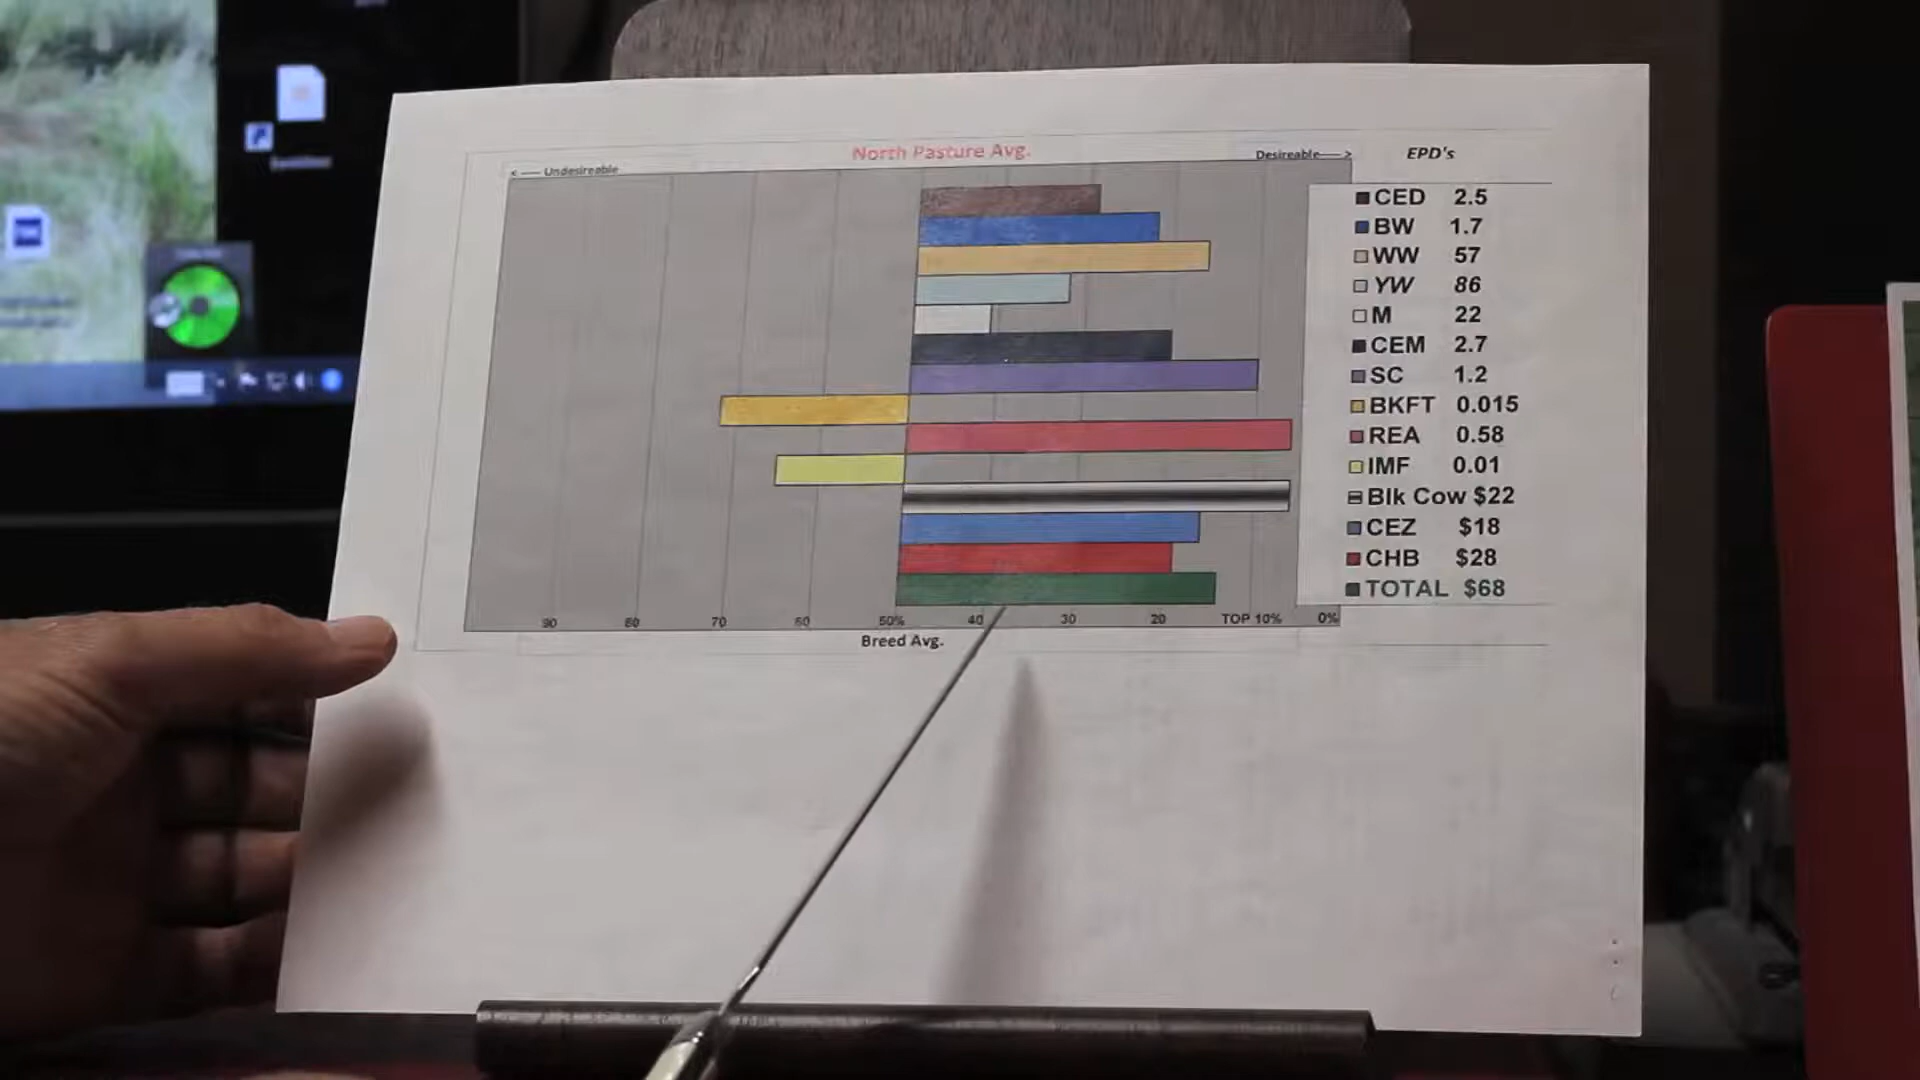 North Pasture Avg.
<---- Undesireable
Desireable---->
EPD's
CED 2.5
BW 1.7
WW 57
YW 86
M 22
CEM 2.7
SC 1.2
BKFT 0.015
REA 0.58
IMF 0.01
Blk Cow $22
CEZ $18
CHB $28
TOTAL $68
90 80 70 60 50% 40 30 20 TOP 10% 0%
Breed Avg.